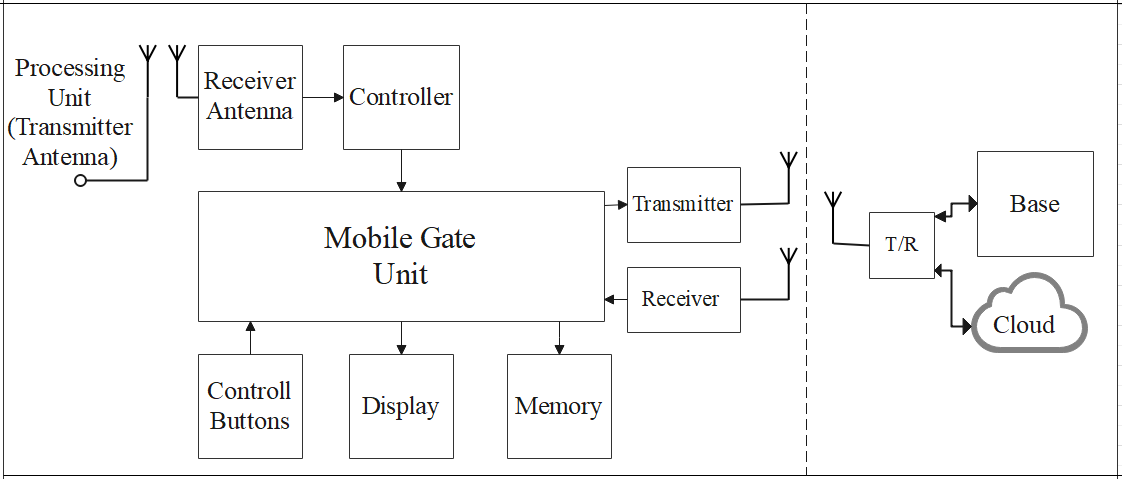 Processing
Unit
(Transmitter
Antenna)
Receiver
Antenna
Controller
Mobile Gate
Unit
Transmitter
Receiver
Controll
Buttons
Display
Memory
T/R
Base
Cloud